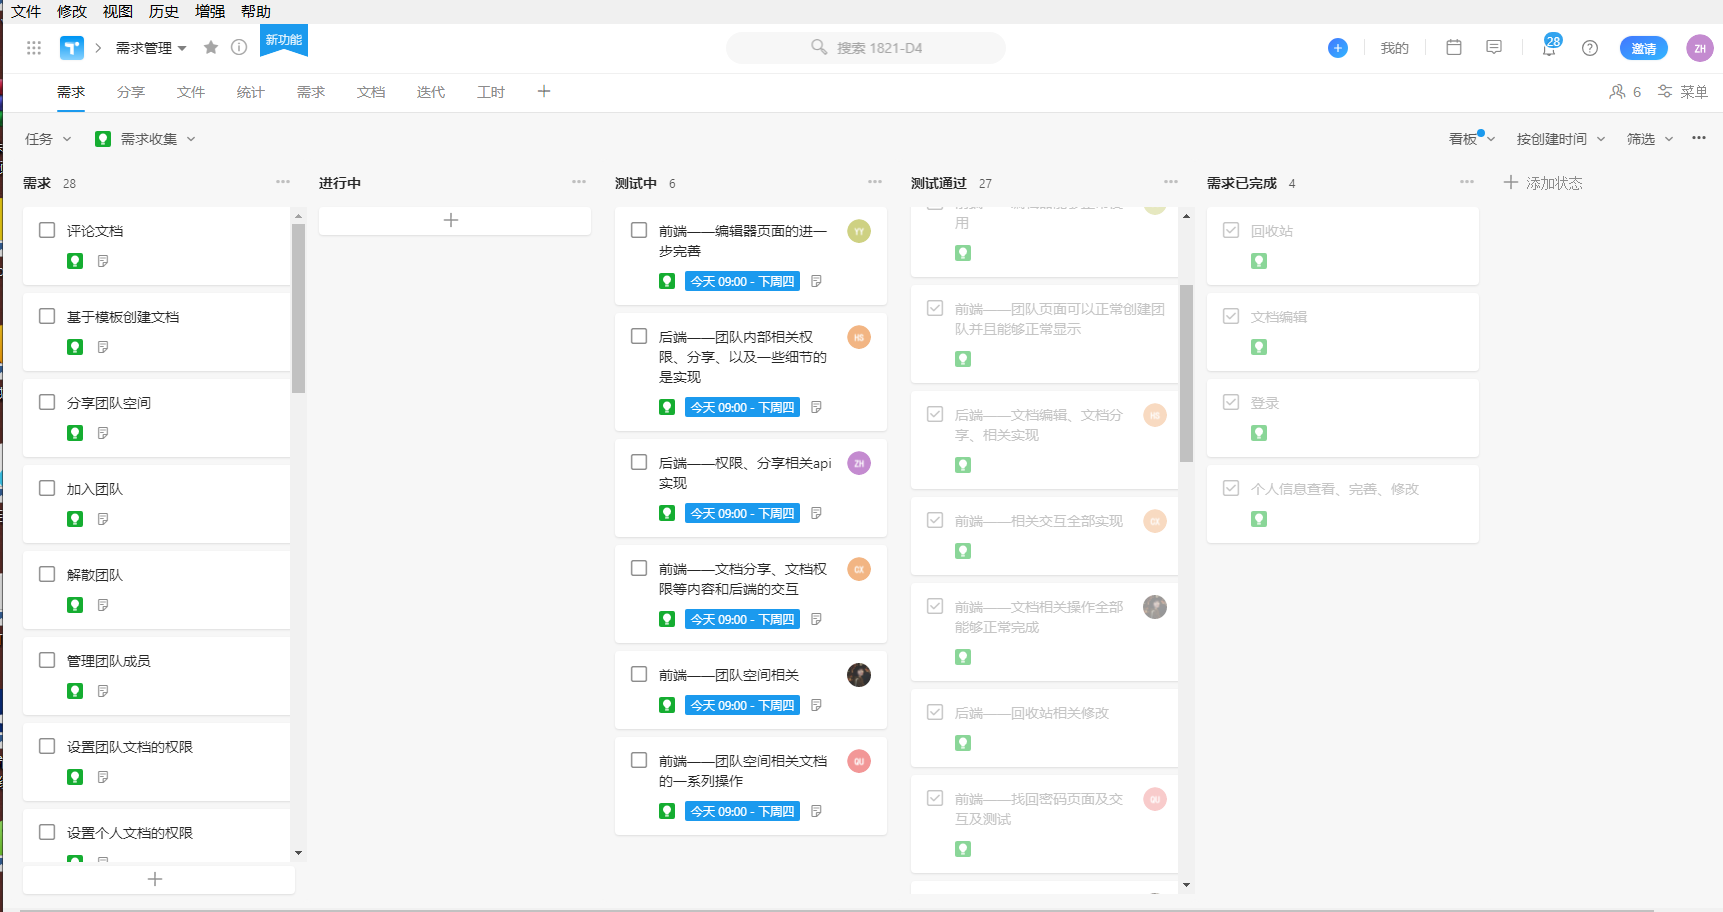 文件 修改 视图 历史 增强 帮助
需求管理
新功能
搜索 1821-D4
我的
28
邀请
ZH
需求 分享 文件 统计 需求 文档 迭代 工时
6 菜单
任务 需求收集
看板 按创建时间 筛选
需求 28
评论文档
基于模板创建文档
分享团队空间
加入团队
解散团队
管理团队成员
设置团队文档的权限
设置个人文档的权限
进行中
测试中 6
前端——编辑器页面的进一
步完善
YY
今天 09:00 - 下周四
后端——团队内部相关权
限、分享、以及一些细节的
是实现
HS
今天 09:00 - 下周四
后端——权限、分享相关api
实现
ZH
今天 09:00 - 下周四
前端——文档分享、文档权
限等内容和后端的交互
CX
今天 09:00 - 下周四
前端——团队空间相关
今天 09:00 - 下周四
前端——团队空间相关文档
的一系列操作
QU
今天 09:00 - 下周四
测试通过 27
用
前端——团队页面可以正常创建团
队并且能够正常显示
后端——文档编辑、文档分
享、相关实现
HS
前端——相关交互全部实现
CX
前端——文档相关操作全部
能够正常完成
后端——回收站相关修改
前端——找回密码页面及交
互及测试
QU
需求已完成 4
回收站
文档编辑
登录
个人信息查看、完善、修改
添加状态